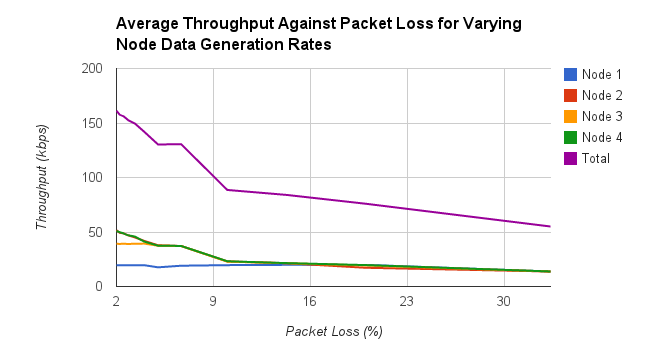 Average Throughput Against Packet Loss for Varying
Node Data Generation Rates
200
150
100
50
0
Throughput (kbps)
2
9
16
23
30
Packet Loss (%)
Node 1
Node 2
Node 3
Node 4
Total